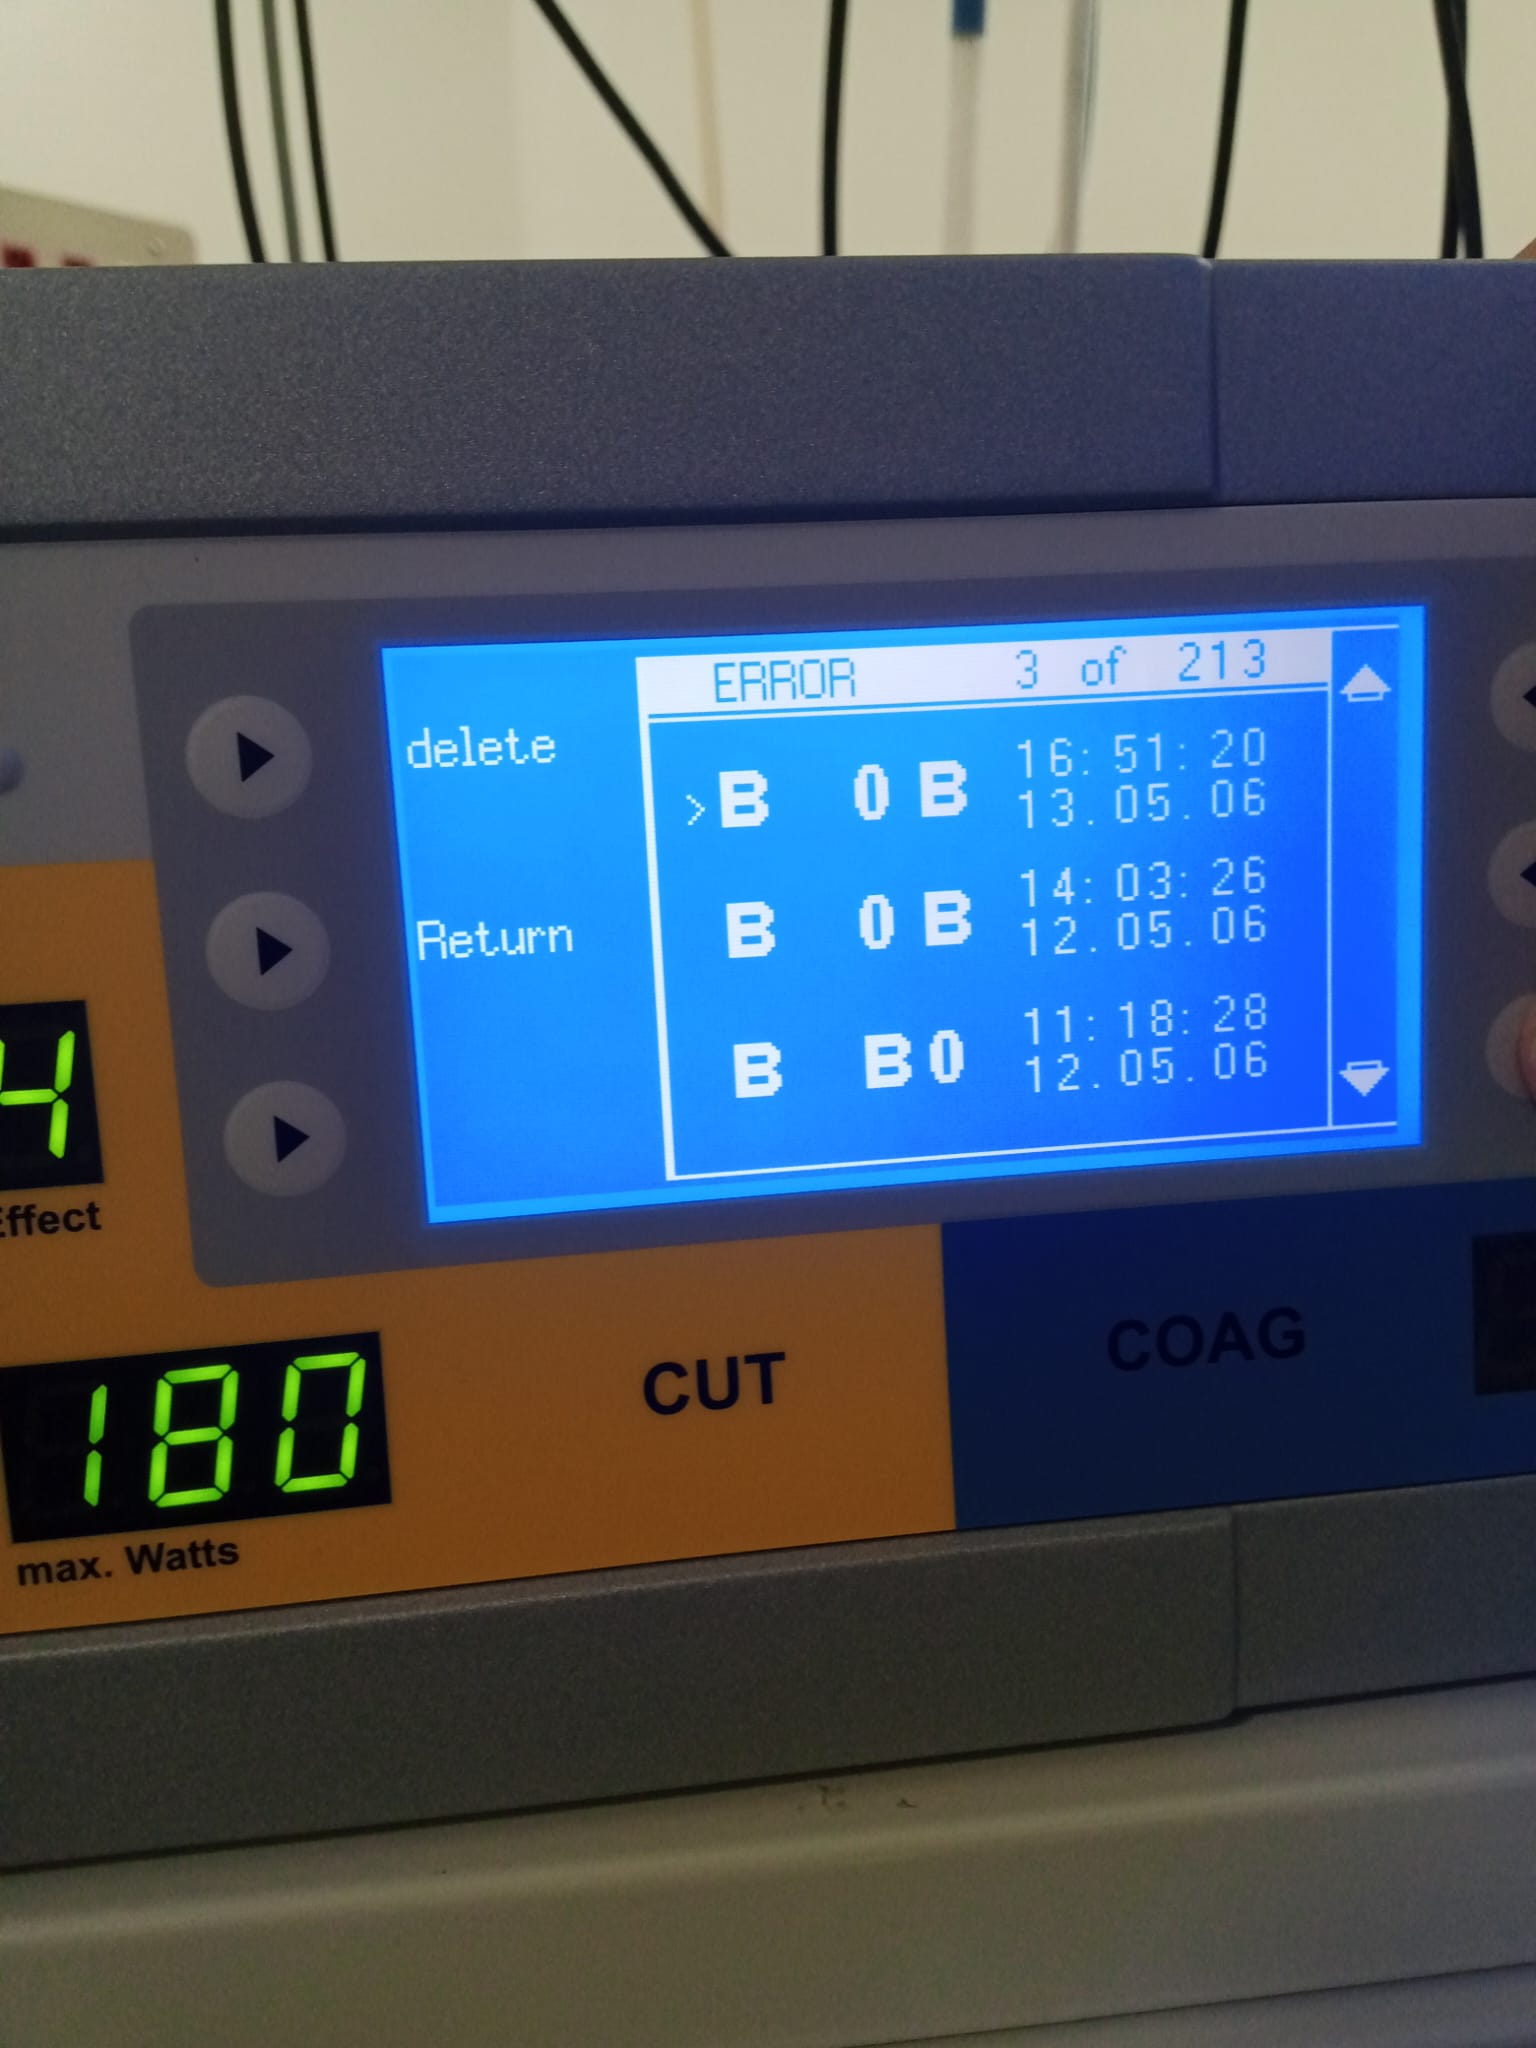 ERROR 3 of 213
delete
>B 0B 16:51:20
13.05.06
Return
B 0B 14:03:26
12.05.06
B B0 11:18:28
12.05.06
4
Effect
180
max. Watts
CUT
COAG